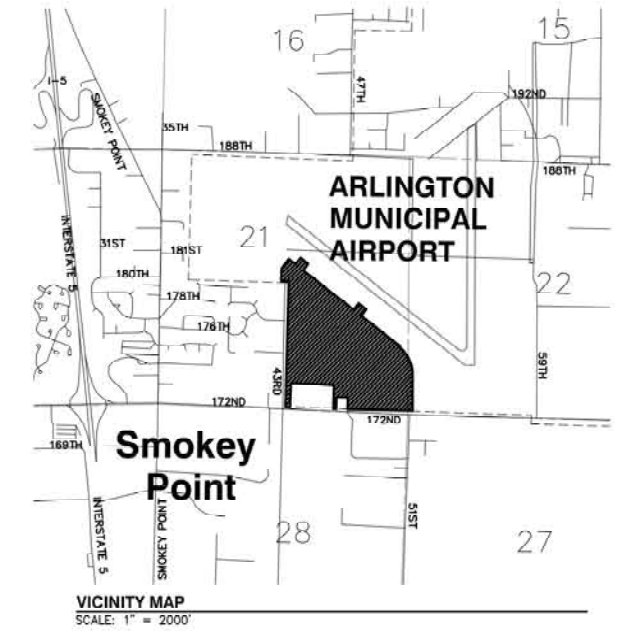 16
15
I-5
SMOKEY POINT
47TH
192ND
35TH
188TH
188TH
ARLINGTON
MUNICIPAL
AIRPORT
21
31ST
181ST
INTERSTATE 5
180TH
178TH
22
176TH
43RD
59TH
172ND
172ND
169TH
Smokey
Point
INTERSTATE 5
SMOKEY POINT
28
51ST
27
VICINITY MAP
SCALE: 1" = 2000'